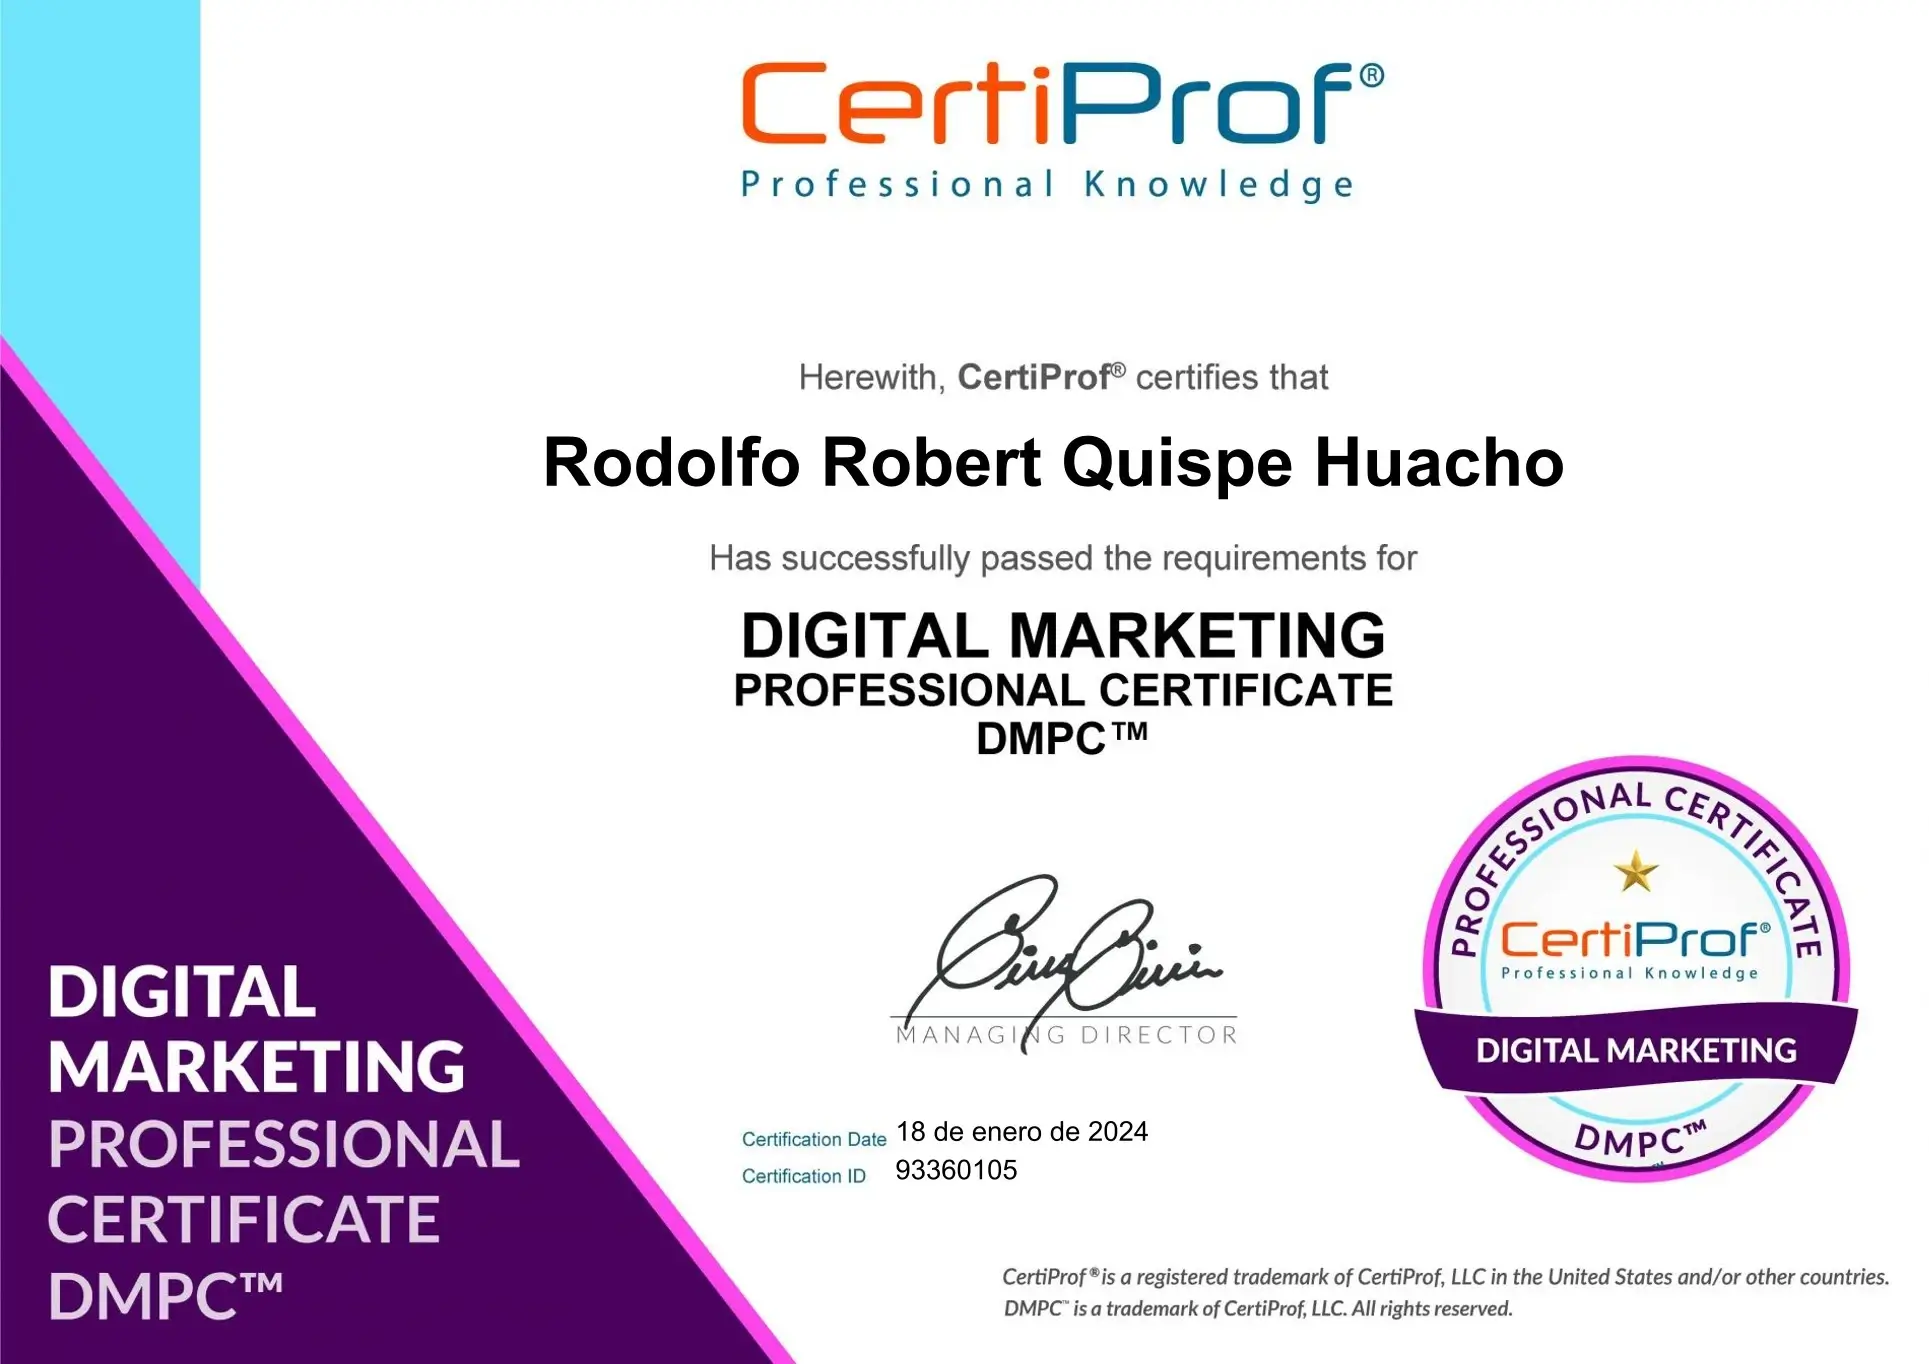 CertiProf®
Professional Knowledge
Herewith, CertiProf® certifies that
Rodolfo Robert Quispe Huacho
Has successfully passed the requirements for
DIGITAL MARKETING
PROFESSIONAL CERTIFICATE
DMPC™
MANAGING DIRECTOR
Certification Date 18 de enero de 2024
Certification ID 93360105
DIGITAL
MARKETING
PROFESSIONAL
CERTIFICATE
DMPC™
PROFESSIONAL CERTIFICATE
CertiProf®
Professional Knowledge
DIGITAL MARKETING
DMPC™
CertiProf® is a registered trademark of CertiProf, LLC in the United States and/or other countries.
DMPC™ is a trademark of CertiProf, LLC. All rights reserved.